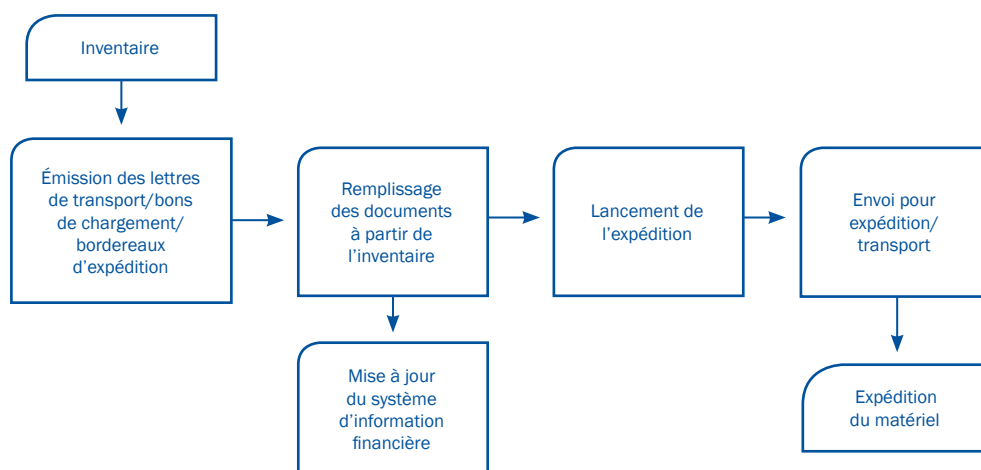 Inventaire
Émission des lettres
de transport/bons
de chargement/
bordereaux
d'expédition
Remplissage
des documents
à partir de
l'inventaire
Lancement de
l'expédition
Envoi pour
expédition/
transport
Mise à jour
du système
d'information
financière
Expédition
du matériel